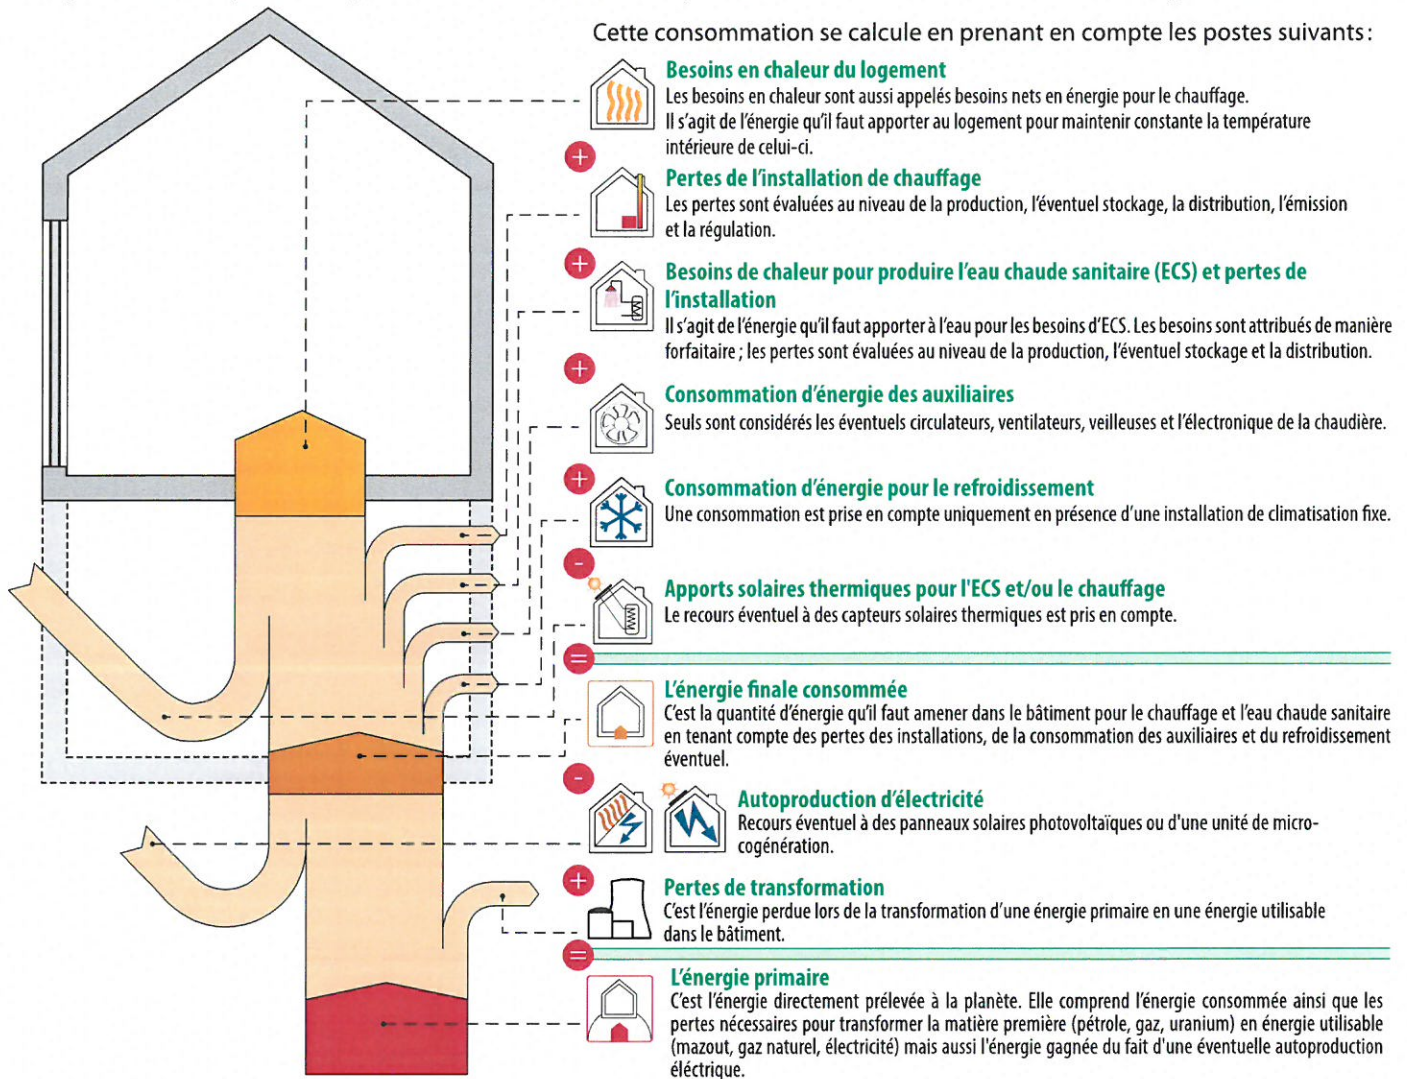 Cette consommation se calcule en prenant en compte les postes suivants :
Besoins en chaleur du logement
Les besoins en chaleur sont aussi appelés besoins nets en énergie pour le chauffage.
Il s'agit de l'énergie qu'il faut apporter au logement pour maintenir constante la température
intérieure de celui-ci.
+
Pertes de l'installation de chauffage
Les pertes sont évaluées au niveau de la production, l'éventuel stockage, la distribution, l'émission
et la régulation.
+
Besoins de chaleur pour produire l'eau chaude sanitaire (ECS) et pertes de
l'installation
Il s'agit de l'énergie qu'il faut apporter à l'eau pour les besoins d'ECS. Les besoins sont attribués de manière
forfaitaire ; les pertes sont évaluées au niveau de la production, l'éventuel stockage et la distribution.
+
Consommation d'énergie des auxiliaires
Seuls sont considérés les éventuels circulateurs, ventilateurs, veilleuses et l'électronique de la chaudière.
+
Consommation d'énergie pour le refroidissement
Une consommation est prise en compte uniquement en présence d'une installation de climatisation fixe.
-
Apports solaires thermiques pour l'ECS et/ou le chauffage
Le recours éventuel à des capteurs solaires thermiques est pris en compte.
=
L'énergie finale consommée
C'est la quantité d'énergie qu'il faut amener dans le bâtiment pour le chauffage et l'eau chaude sanitaire
en tenant compte des pertes des installations, de la consommation des auxiliaires et du refroidissement
éventuel.
-
Autoproduction d'électricité
Recours éventuel à des panneaux solaires photovoltaïques ou d'une unité de micro-
cogénération.
+
Pertes de transformation
C'est l'énergie perdue lors de la transformation d'une énergie primaire en une énergie utilisable
dans le bâtiment.
=
L'énergie primaire
C'est l'énergie directement prélevée à la planète. Elle comprend l'énergie consommée ainsi que les
pertes nécessaires pour transformer la matière première (pétrole, gaz, uranium) en énergie utilisable
(mazout, gaz naturel, électricité) mais aussi l'énergie gagnée du fait d'une éventuelle autoproduction
éléctrique.